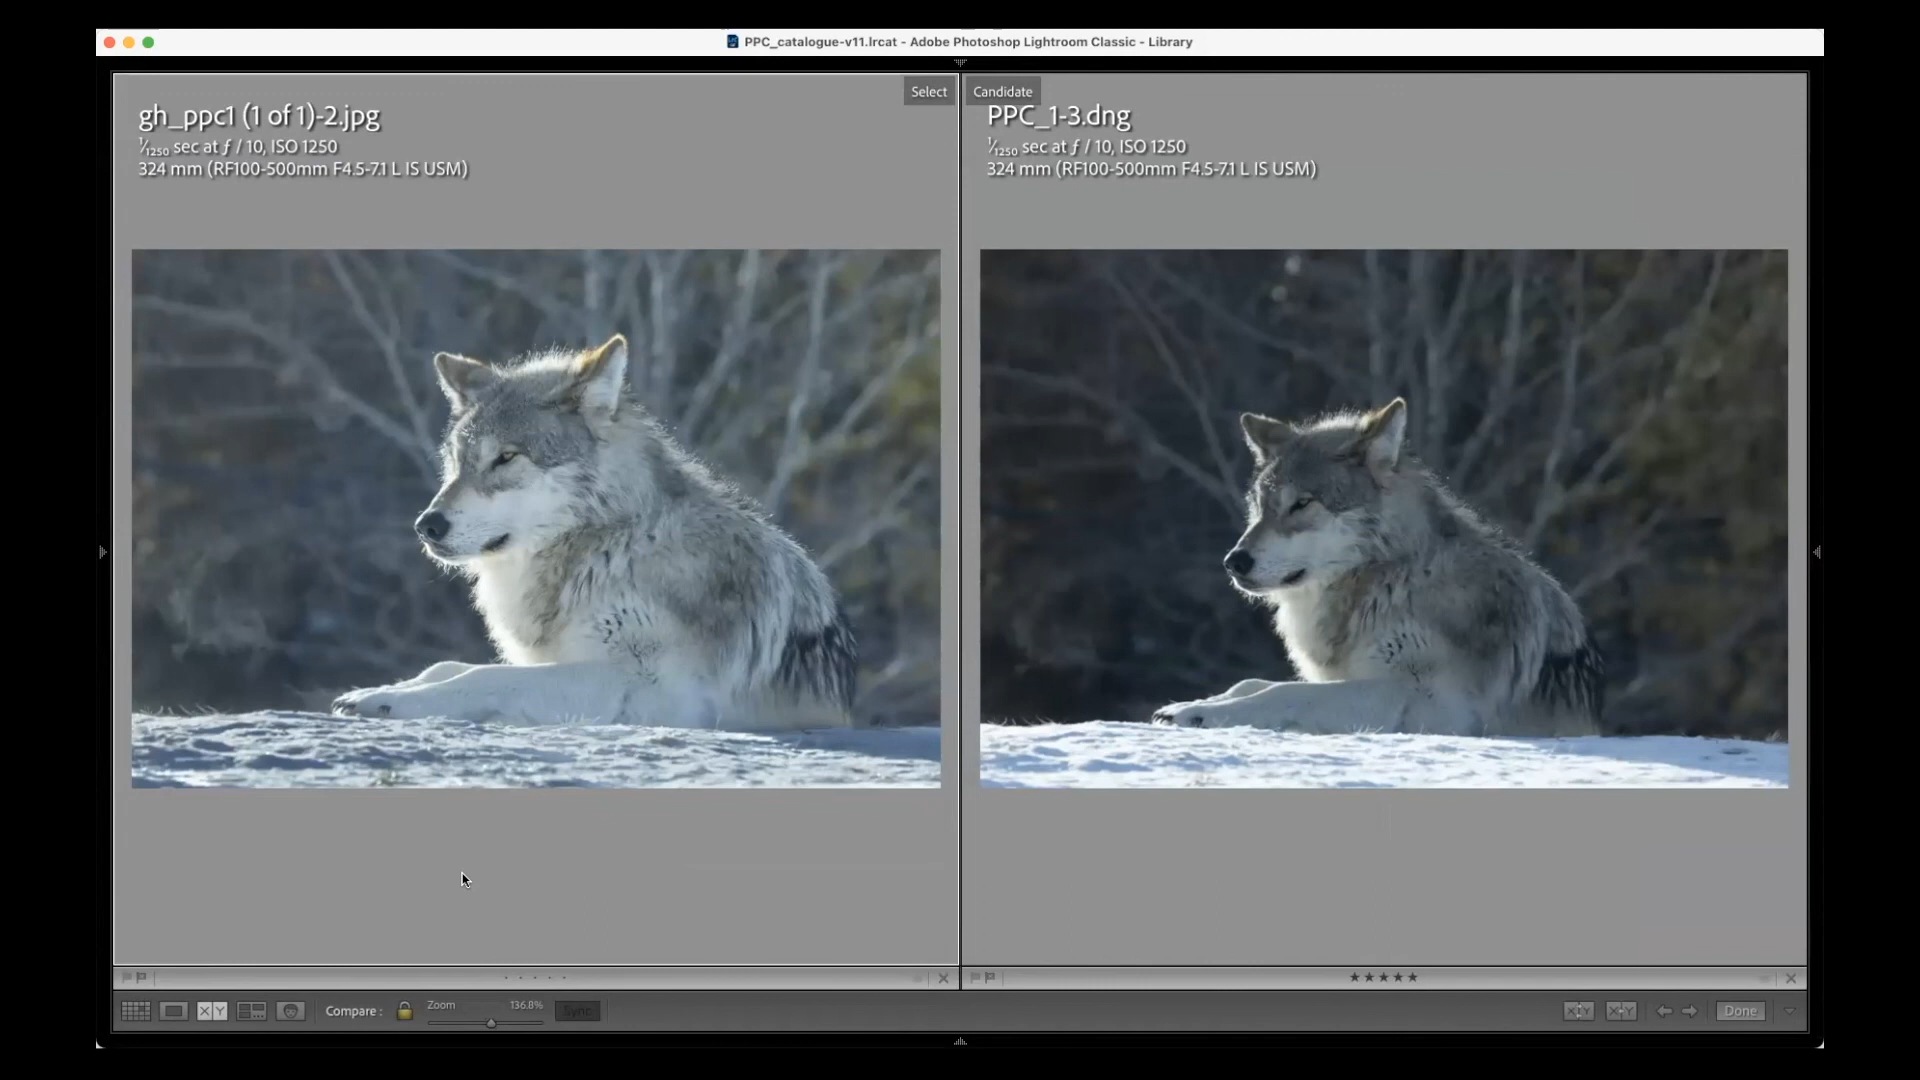 PPC_catalogue-v11.lrcat - Adobe Photoshop Lightroom Classic - Library
Select
gh_ppc1 (1 of 1)-2.jpg
1/1250 sec at ƒ / 10, ISO 1250
324 mm (RF100-500mm F4.5-7.1 L IS USM)
Candidate
PPC_1-3.dng
1/1250 sec at ƒ / 10, ISO 1250
324 mm (RF100-500mm F4.5-7.1 L IS USM)
X Y Compare : Zoom 136.8% Sync
X Y X Y Done